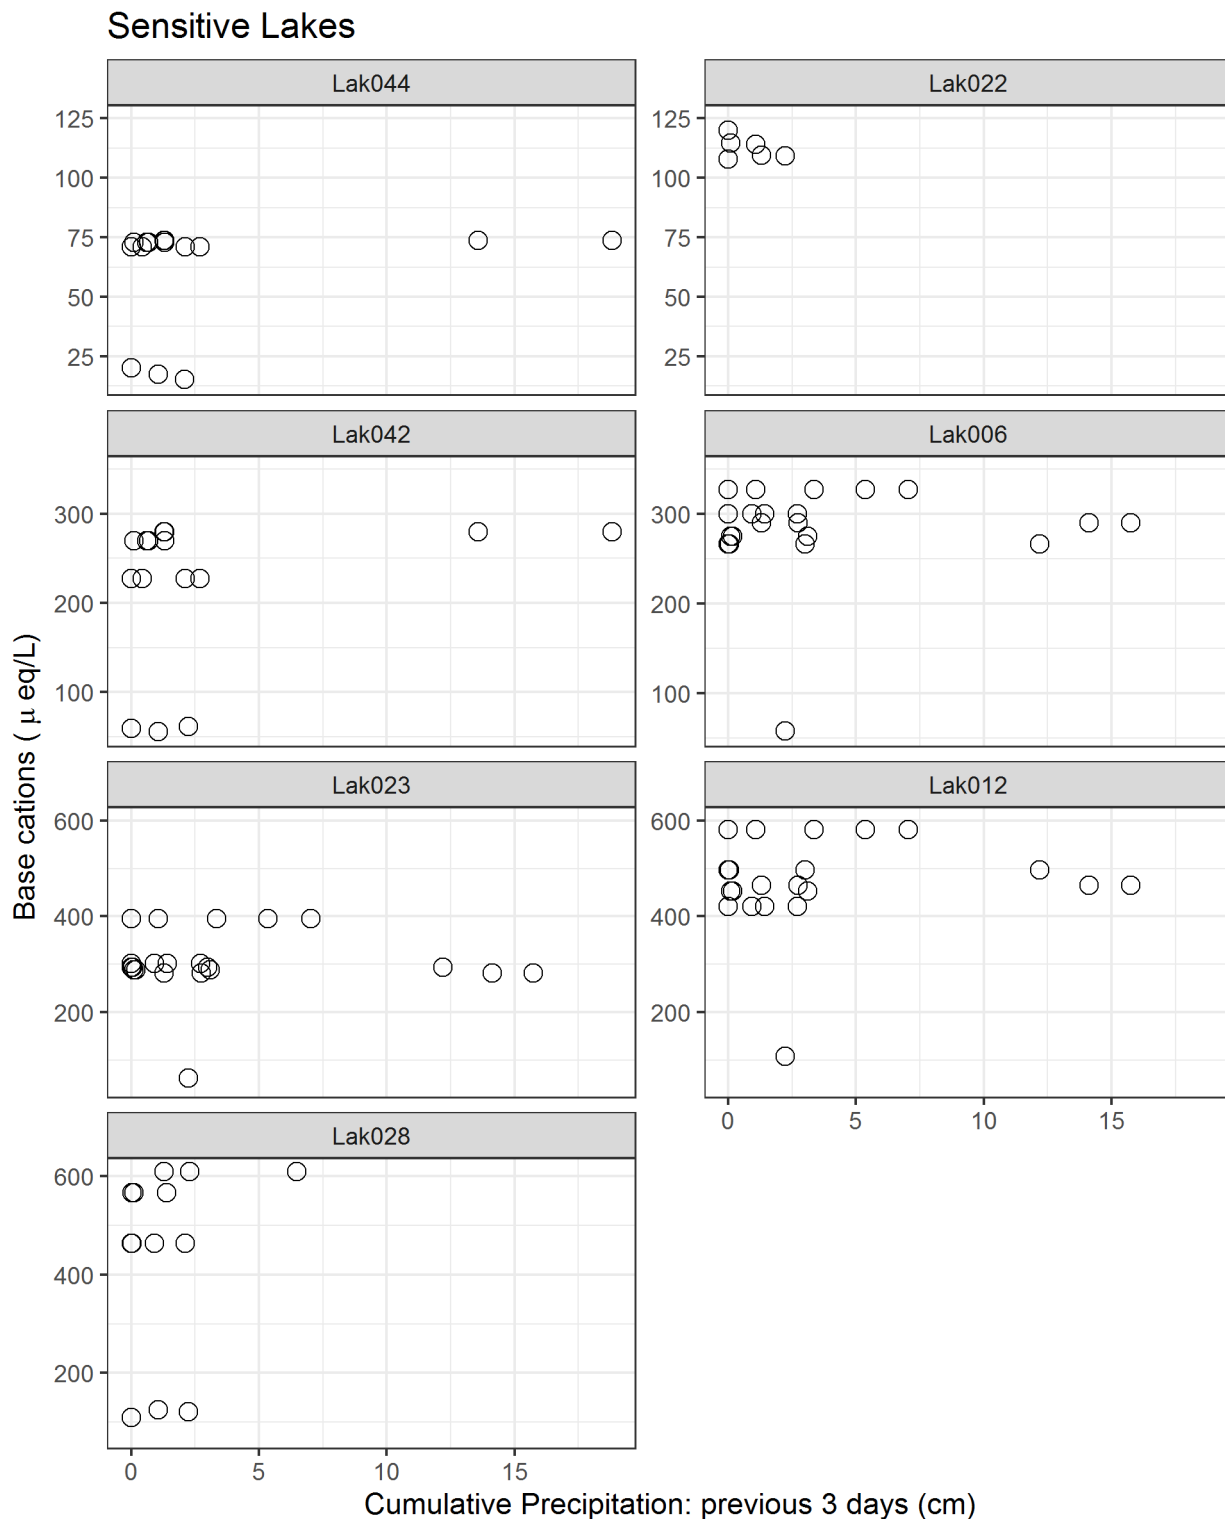 Sensitive Lakes
Lak044
Lak022
125
100
75
50
25
125
100
75
50
25
Lak042
Lak006
300
200
100
300
200
100
Lak023
Lak012
600
400
200
600
400
200
0 5 10 15
Lak028
600
400
200
0 5 10 15
Base cations ( μ eq/L)
Cumulative Precipitation: previous 3 days (cm)